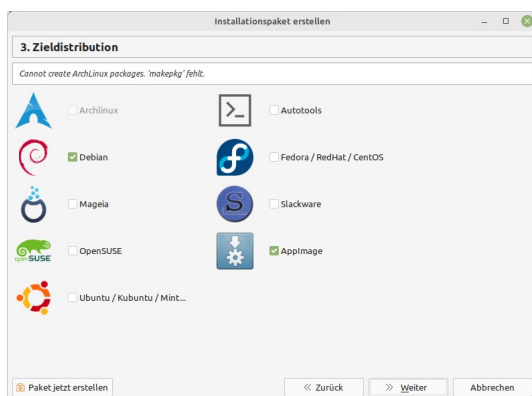 Installationspaket erstellen
3. Zieldistribution
Cannot create ArchLinux packages. 'makepkg' fehlt.
Archlinux
Autotools
Debian
Fedora / RedHat / CentOS
Mageia
Slackware
openSUSE
OpenSUSE
AppImage
Ubuntu / Kubuntu / Mint...
Paket jetzt erstellen
Zurück
Weiter
Abbrechen